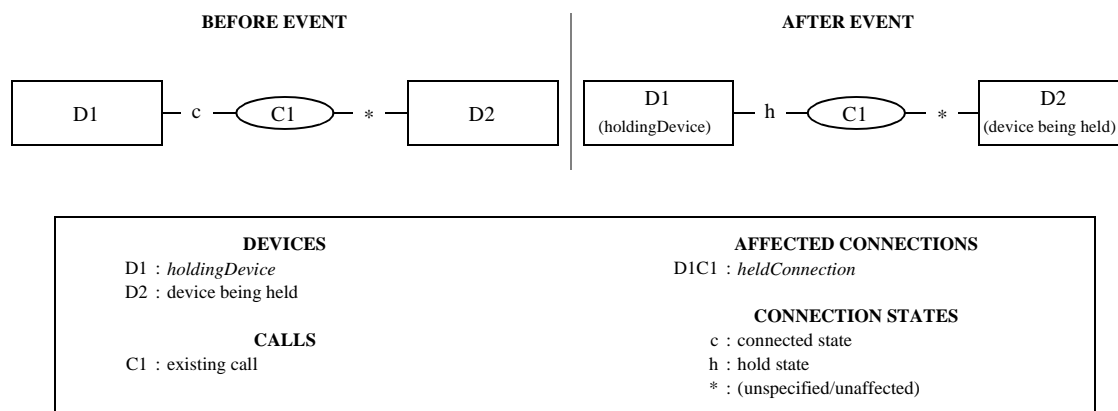 BEFORE EVENT
D1 c C1 * D2
AFTER EVENT
D1
(holdingDevice)
h C1 *
D2
(device being held)
DEVICES
D1 : holdingDevice
D2 : device being held
CALLS
C1 : existing call
AFFECTED CONNECTIONS
D1C1 : heldConnection
CONNECTION STATES
c : connected state
h : hold state
* : (unspecified/unaffected)